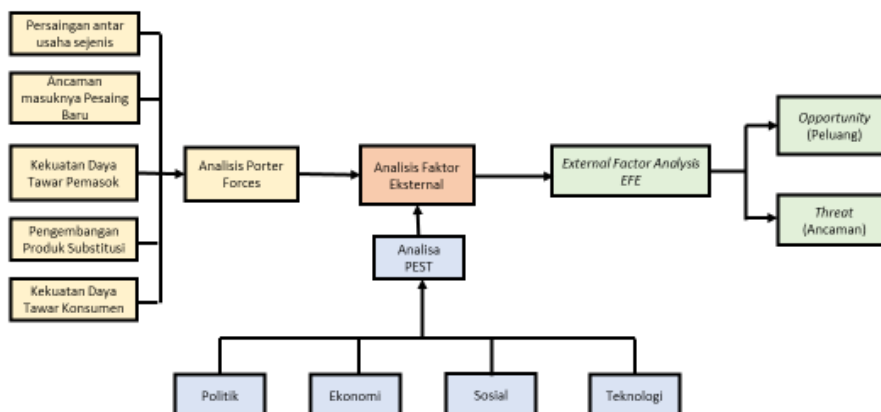 Persaingan antar
usaha sejenis
Ancaman
masuknya Pesaing
Baru
Kekuatan Daya
Tawar Pemasok
Pengembangan
Produk Substitusi
Kekuatan Daya
Tawar Konsumen
Analisis Porter
Forces
Analisis Faktor
Eksternal
Analisa
PEST
External Factor Analysis
EFE
Opportunity
(Peluang)
Threat
(Ancaman)
Politik
Ekonomi
Sosial
Teknologi